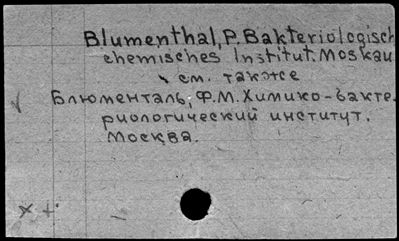 Blumenthal, P. Bakteriologisch
chemisches Institut. Moskau
см. также
Блюменталь, Ф.М. Химико-бакте-
риологический институт.
Москва.